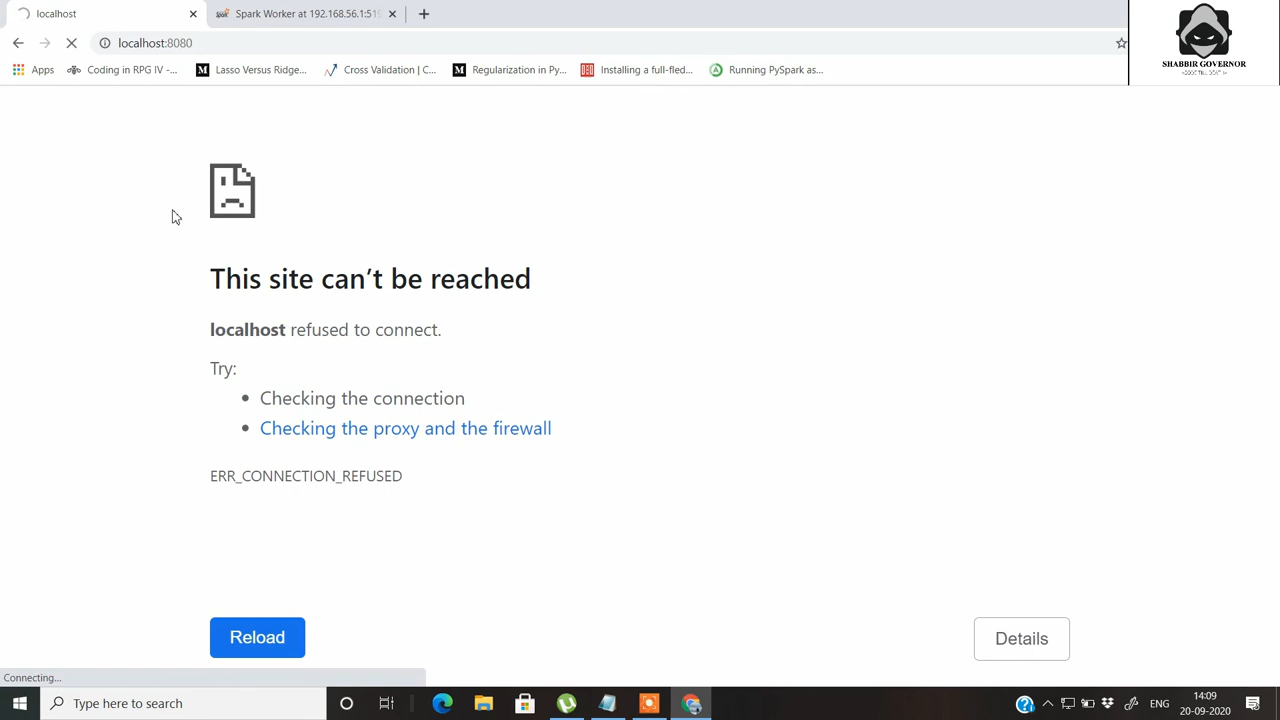 localhost
Spark Worker at 192.168.56.1:51
localhost:8080
Apps
Coding in RPG IV -...
Lasso Versus Ridge...
Cross Validation | C...
Regularization in Py...
Installing a full-fled...
Running PySpark as...
SHABBIR GOVERNOR
This site can't be reached
localhost refused to connect.
Try:
Checking the connection
Checking the proxy and the firewall
ERR_CONNECTION_REFUSED
Reload
Details
Connecting...
Type here to search
ENG
14:09
20-09-2020